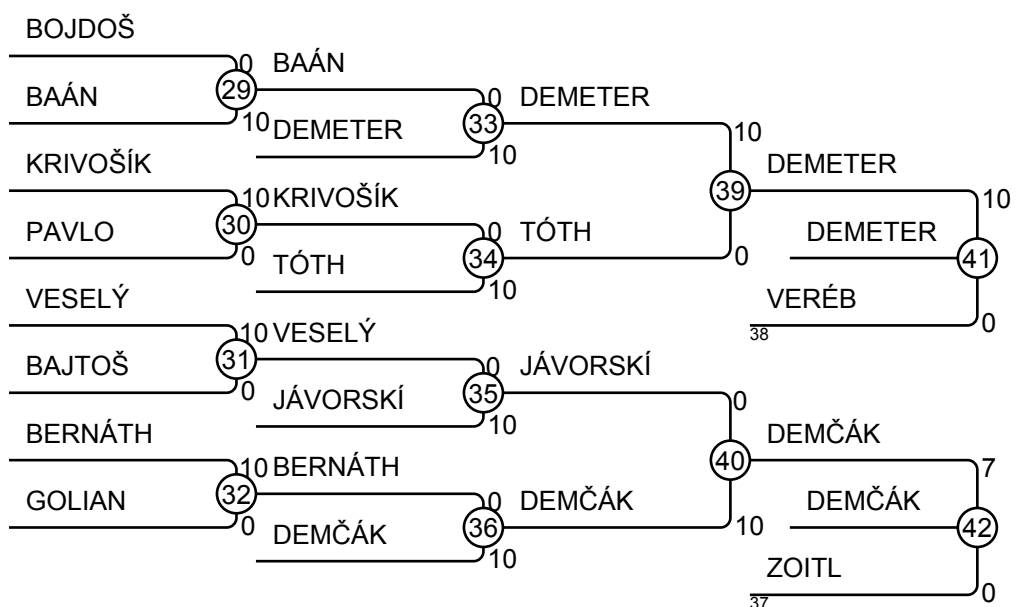 BOJDOŠ
0 BAÁN
29
BAÁN 0 DEMETER
10 DEMETER 33
10 10
KRIVOŠÍK DEMETER
10 KRIVOŠÍK 39 10
30
PAVLO 0 TÓTH DEMETER
0 TÓTH 34 0 41
10
VESELÝ VERÉB
10 VESELÝ 38 0
31
BAJTOŠ 0 JÁVORSKÍ
0 JÁVORSKÍ 35
10 0
BERNÁTH DEMČÁK
10 BERNÁTH 40 7
32
GOLIAN 0 DEMČÁK DEMČÁK
0 DEMČÁK 36 10 42
10
ZOITL
37 0